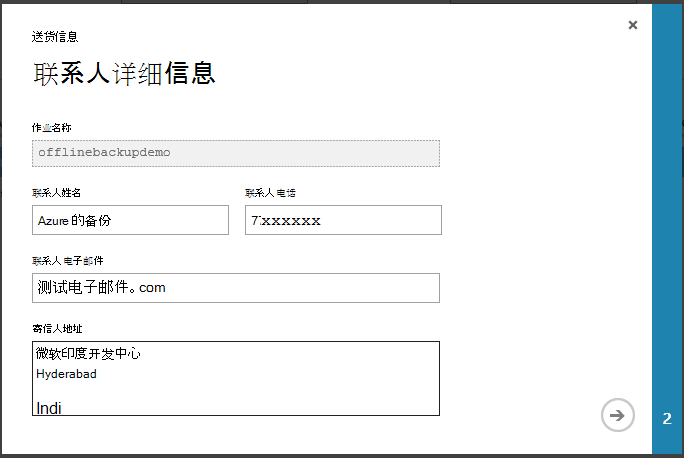 送货信息
联系人详细信息
作业名称
offlinebackupdemo
联系人姓名
联系人电话
Azure 的备份
7:xxxxxx
联系人电子邮件
测试电子邮件。com
寄信人地址
微软印度开发中心
Hyderabad
Indi
2